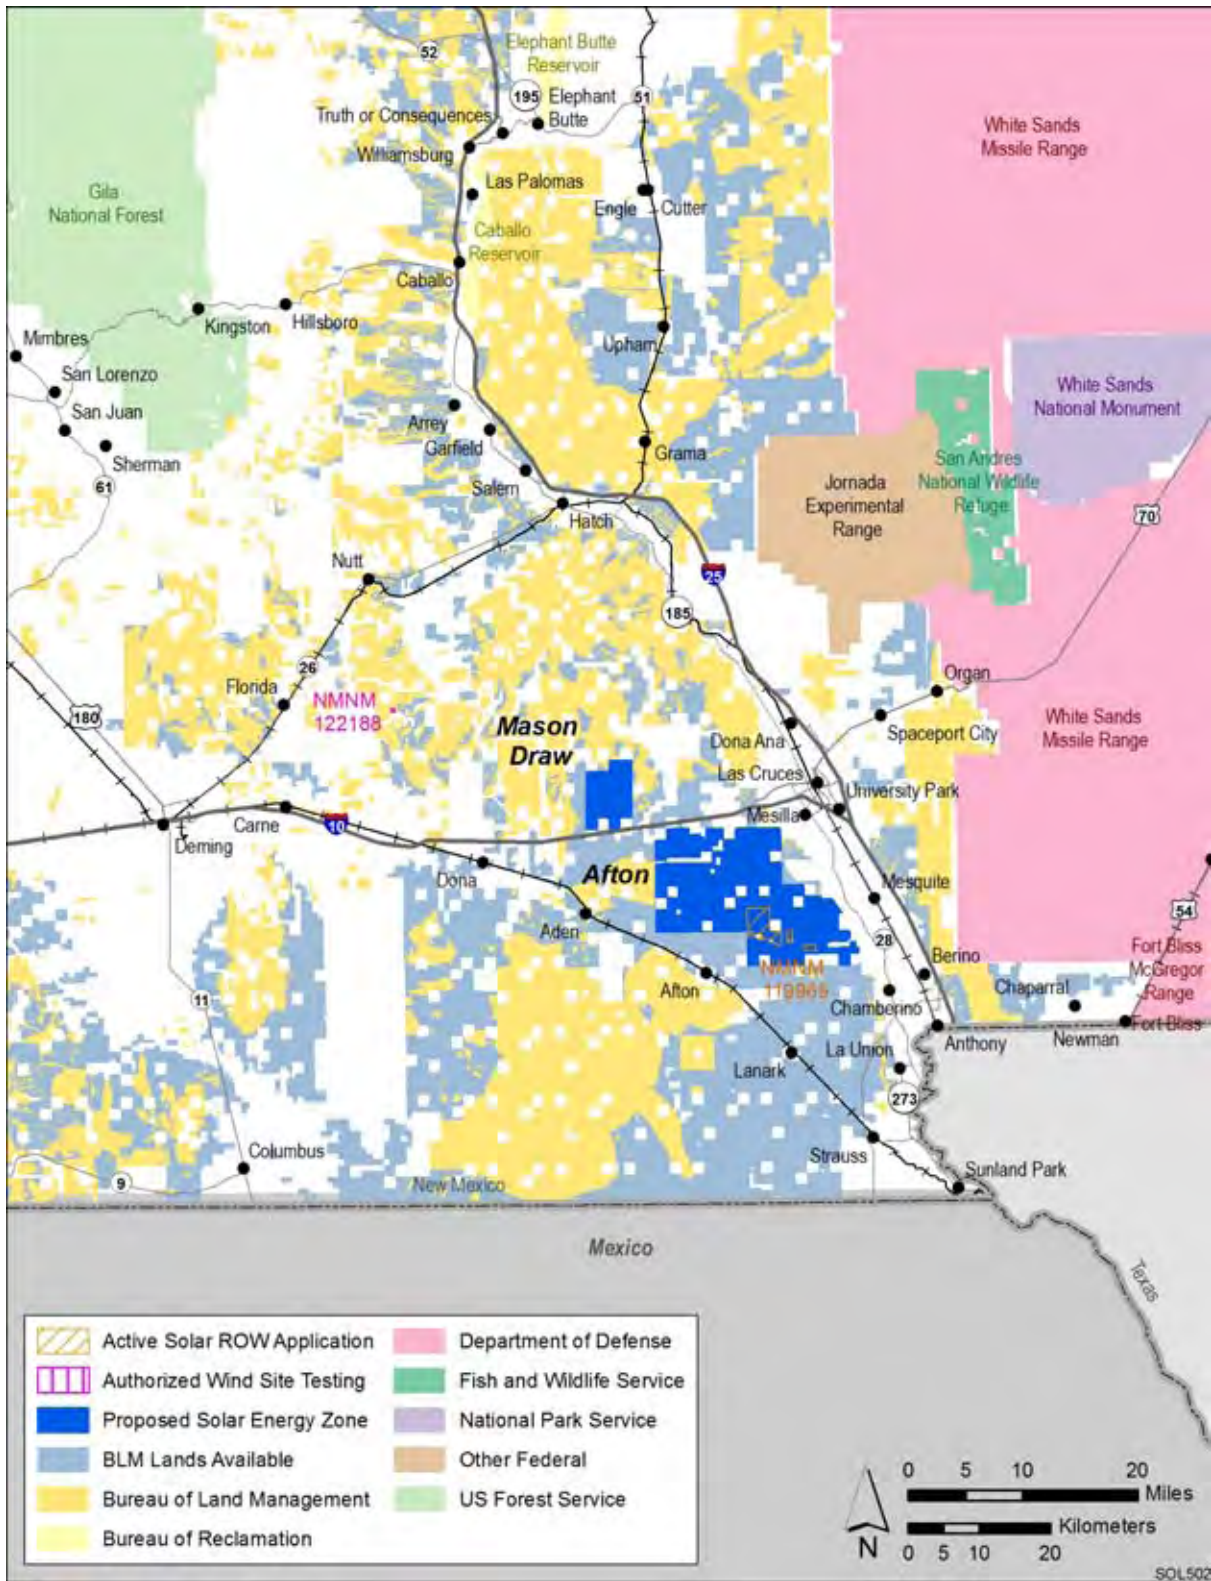 52
Elephant Butte
Reservoir
195
Elephant
Butte
51
Truth or Consequences
Williamsburg
White Sands
Missile Range
Gila
National Forest
Las Palomas
Engle
Cutter
Caballo
Reservoir
Caballo
Kingston
Hillsboro
Mimbres
Upham
San Lorenzo
White Sands
National Monument
San Juan
Arrey
Garfield
Grama
Sherman
San Andres
National Wildlife
Refuge
61
Salem
Jornada
Experimental
Range
Hatch
70
Nutt
25
185
26
Organ
Florida
NMNM
122188
180
Mason
Draw
Dona Ana
Spaceport City
White Sands
Missile Range
Las Cruces
University Park
Mesilla
Carne
10
Deming
Dona
Afton
Mesquite
Aden
28
54
Berino
Fort Bliss
McGregor
Range
NMNM
119969
Afton
Chaparral
Chamberino
11
Fort Bliss
Anthony
Newman
La Union
Lanark
273
Columbus
Strauss
Sunland Park
9
New Mexico
Mexico
Texas
Active Solar ROW Application
Authorized Wind Site Testing
Proposed Solar Energy Zone
BLM Lands Available
Bureau of Land Management
Bureau of Reclamation
Department of Defense
Fish and Wildlife Service
National Park Service
Other Federal
US Forest Service
N
0 5 10 20
Miles
Kilometers
0 5 10 20
SOL502